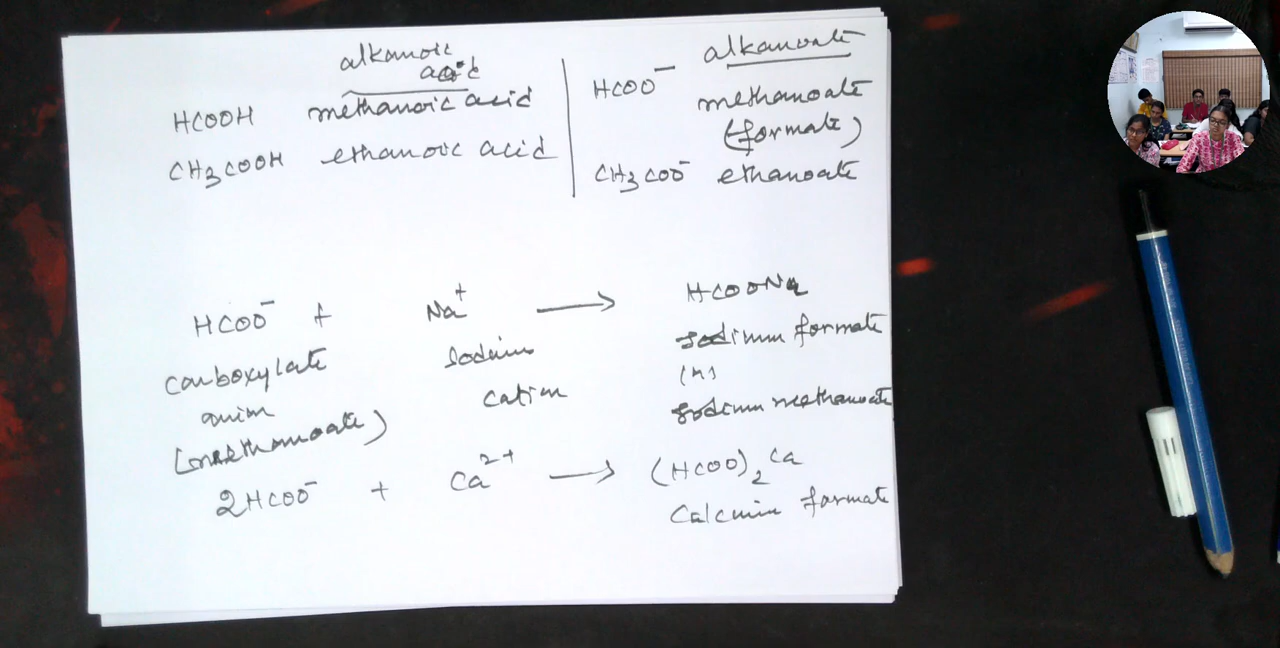 alkanoic
acid
HCOOH methanoic acid
CH3COOH ethanoic acid
alkanoate
HCOO⁻ methanoate
(formate)
CH3COO⁻ ethanoate
HCOO⁻ + Na⁺ ⟶ HCOONa
carboxylate sodium sodium formate
anion cation (or)
(methanoate) sodium methanoate
2HCOO⁻ + Ca²⁺ ⟶ (HCOO)₂Ca
Calcium formate